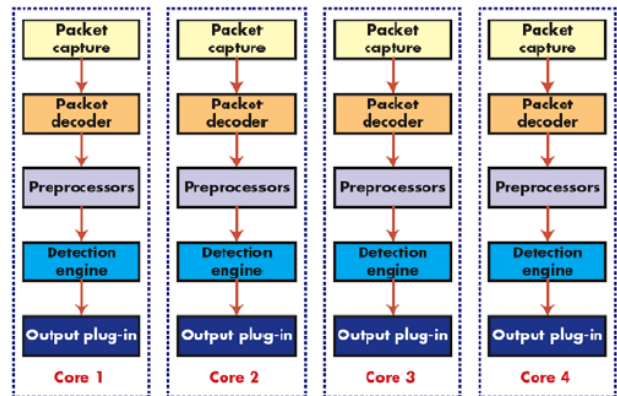 Packet
capture
Packet
decoder
Preprocessors
Detection
engine
Output plug-in
Core 1
Packet
capture
Packet
decoder
Preprocessors
Detection
engine
Output plug-in
Core 2
Packet
capture
Packet
decoder
Preprocessors
Detection
engine
Output plug-in
Core 3
Packet
capture
Packet
decoder
Preprocessors
Detection
engine
Output plug-in
Core 4